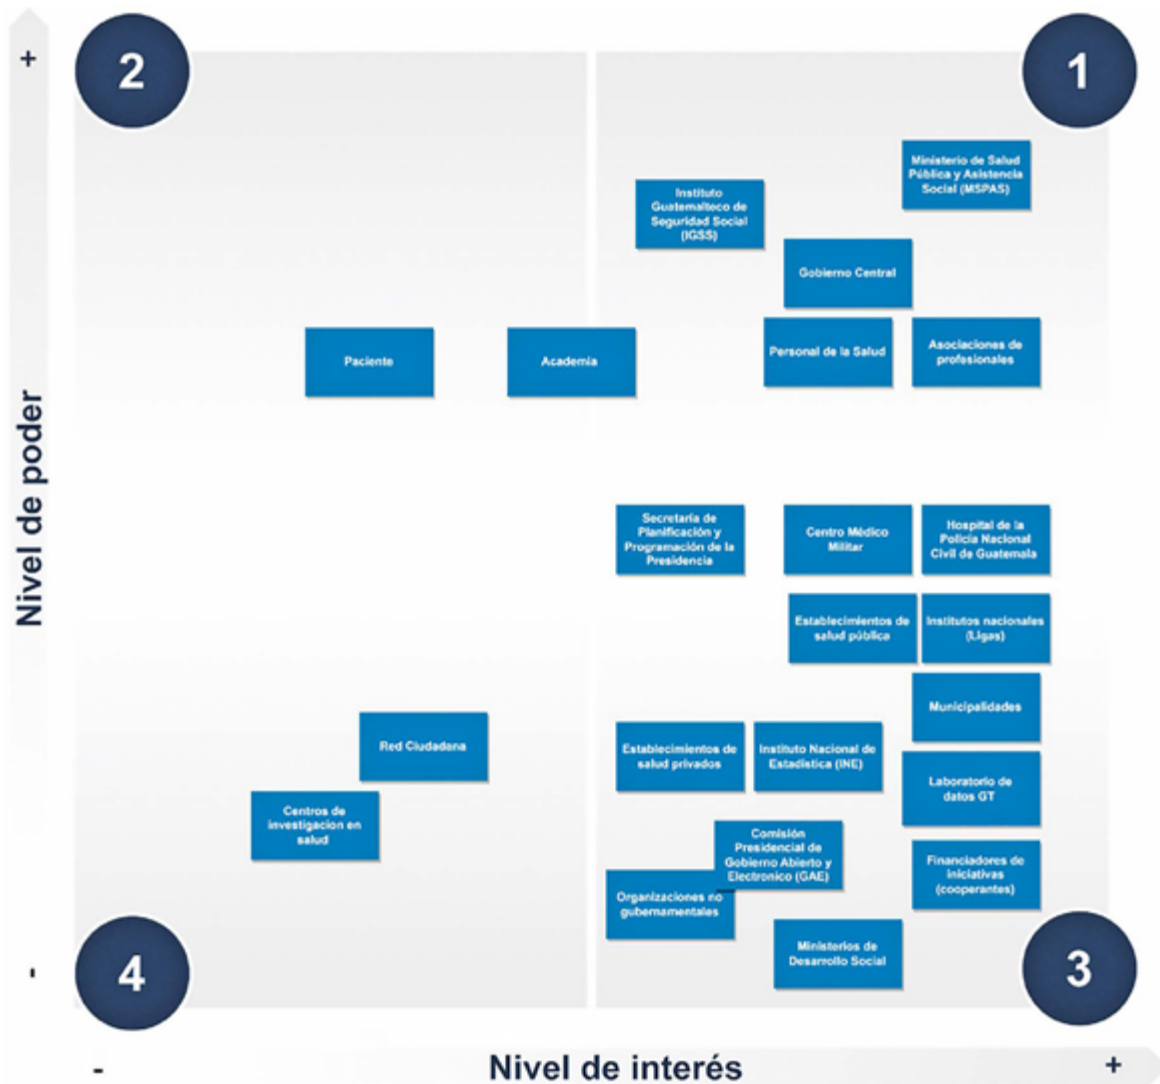 +
2
1
Ministerio de Salud
Pública y Asistencia
Social (MSPAS)
Instituto
Guatemalteco de
Seguridad Social
(IGSS)
Gobierno Central
Paciente
Academia
Personal de la Salud
Asociaciones de
profesionales
Nivel de poder
Secretaría de
Planificación y
Programación de la
Presidencia
Centro Médico
Militar
Hospital de la
Policía Nacional
Civil de Guatemala
Establecimientos de
salud pública
Institutos nacionales
(Ligas)
Municipalidades
Red Ciudadana
Establecimientos de
salud privados
Instituto Nacional de
Estadística (INE)
Laboratorio de
datos GT
Centros de
investigacion en
salud
Comisión
Presidencial de
Gobierno Abierto y
Electronico (GAE)
Financiadores de
iniciativas
(cooperantes)
Organizaciones no
gubernamentales
Ministerios de
Desarrollo Social
-
4
3
-
Nivel de interés
+